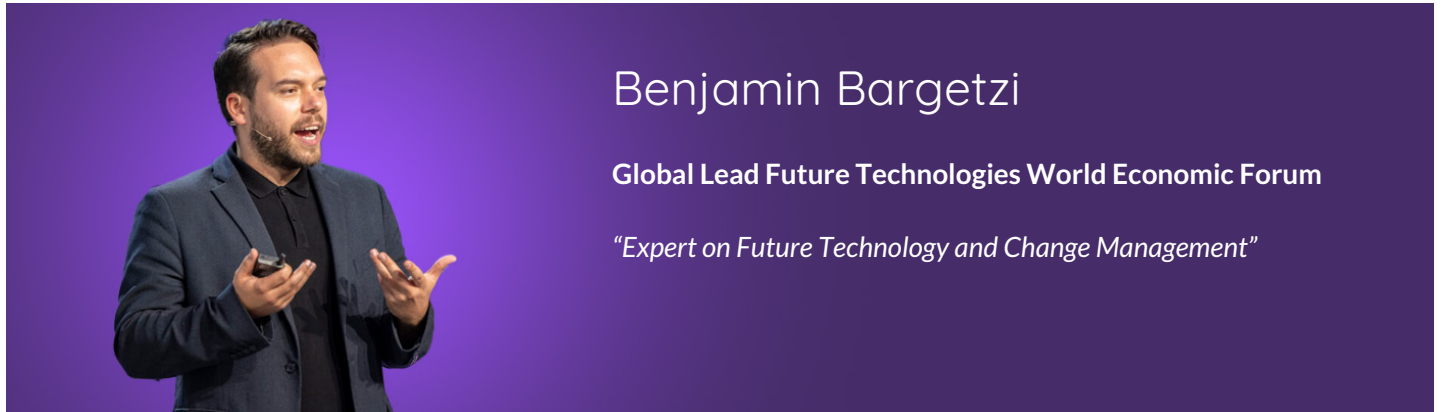 Benjamin Bargetzi
Global Lead Future Technologies World Economic Forum
“Expert on Future Technology and Change Management”